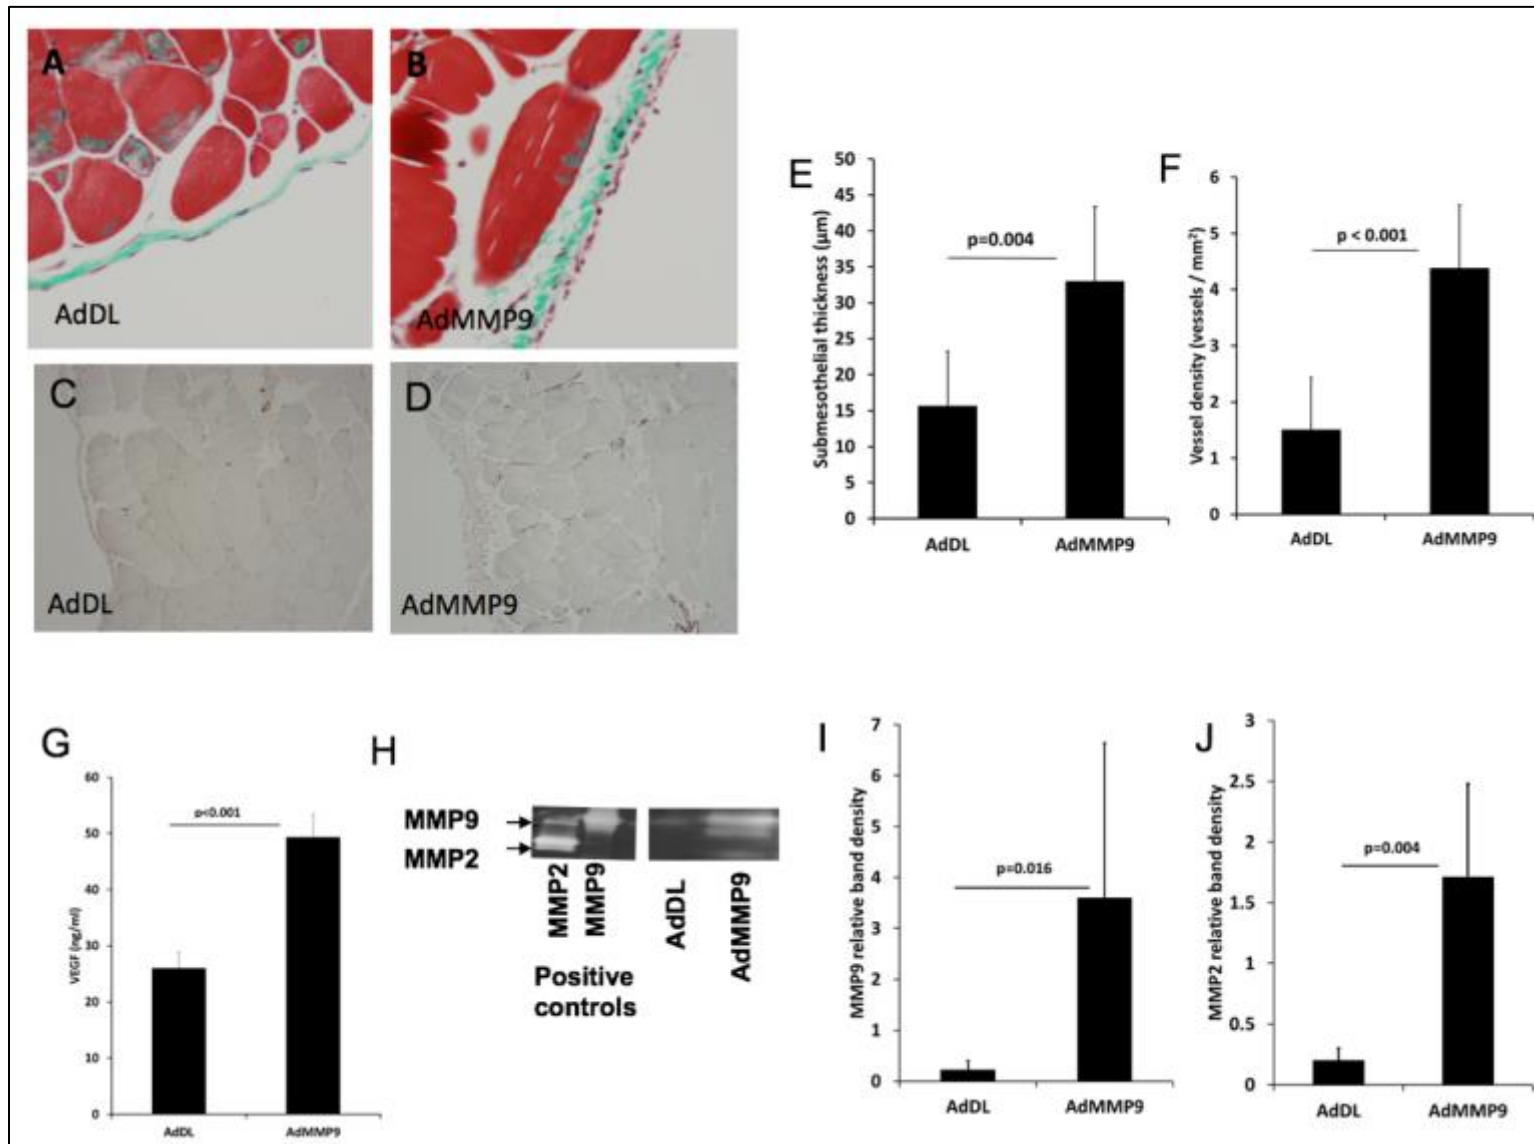 A
AdDL
B
AdMMP9
C
AdDL
D
AdMMP9
E
Submesothelial thickness (µm)
50
45
40
35
30
25
20
15
10
5
0
p=0.004
AdDL
AdMMP9
F
Vessel density (vessels / mm²)
6
5
4
3
2
1
0
p < 0.001
AdDL
AdMMP9
G
VEGF (ng/ml)
60
50
40
30
20
10
0
p<0.001
AdDL
AdMMP9
H
MMP9
MMP2
MMP2
MMP9
AdDL
AdMMP9
Positive
controls
I
MMP9 relative band density
7
6
5
4
3
2
1
0
p=0.016
AdDL
AdMMP9
J
MMP2 relative band density
3
2.5
2
1.5
1
0.5
0
p=0.004
AdDL
AdMMP9